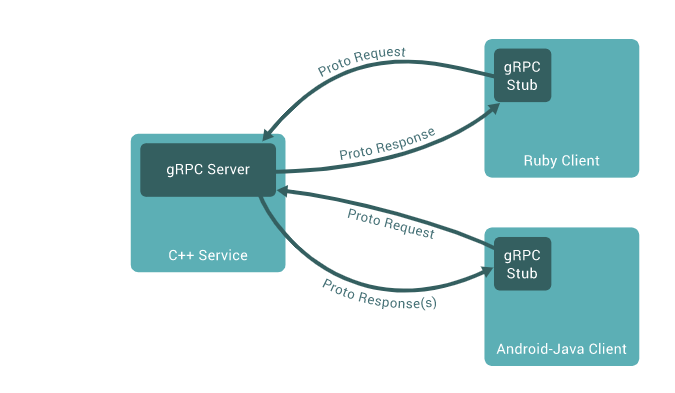 Proto Request
gRPC
Stub
Proto Response
Ruby Client
gRPC Server
C++ Service
Proto Request
gRPC
Stub
Proto Response(s)
Android-Java Client